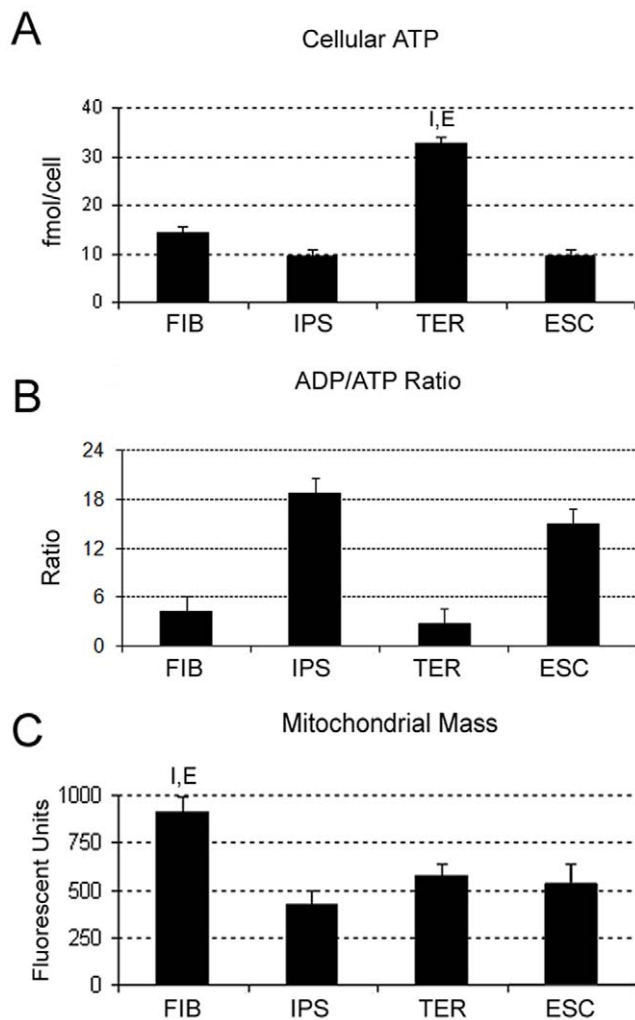 A
Cellular ATP
fmol/cell
40
30
20
10
0
I,E
FIB IPS TER ESC
B
ADP/ATP Ratio
Ratio
24
18
12
6
0
FIB IPS TER ESC
C
Mitochondrial Mass
Fluorescent Units
I,E
1000
750
500
250
0
FIB IPS TER ESC